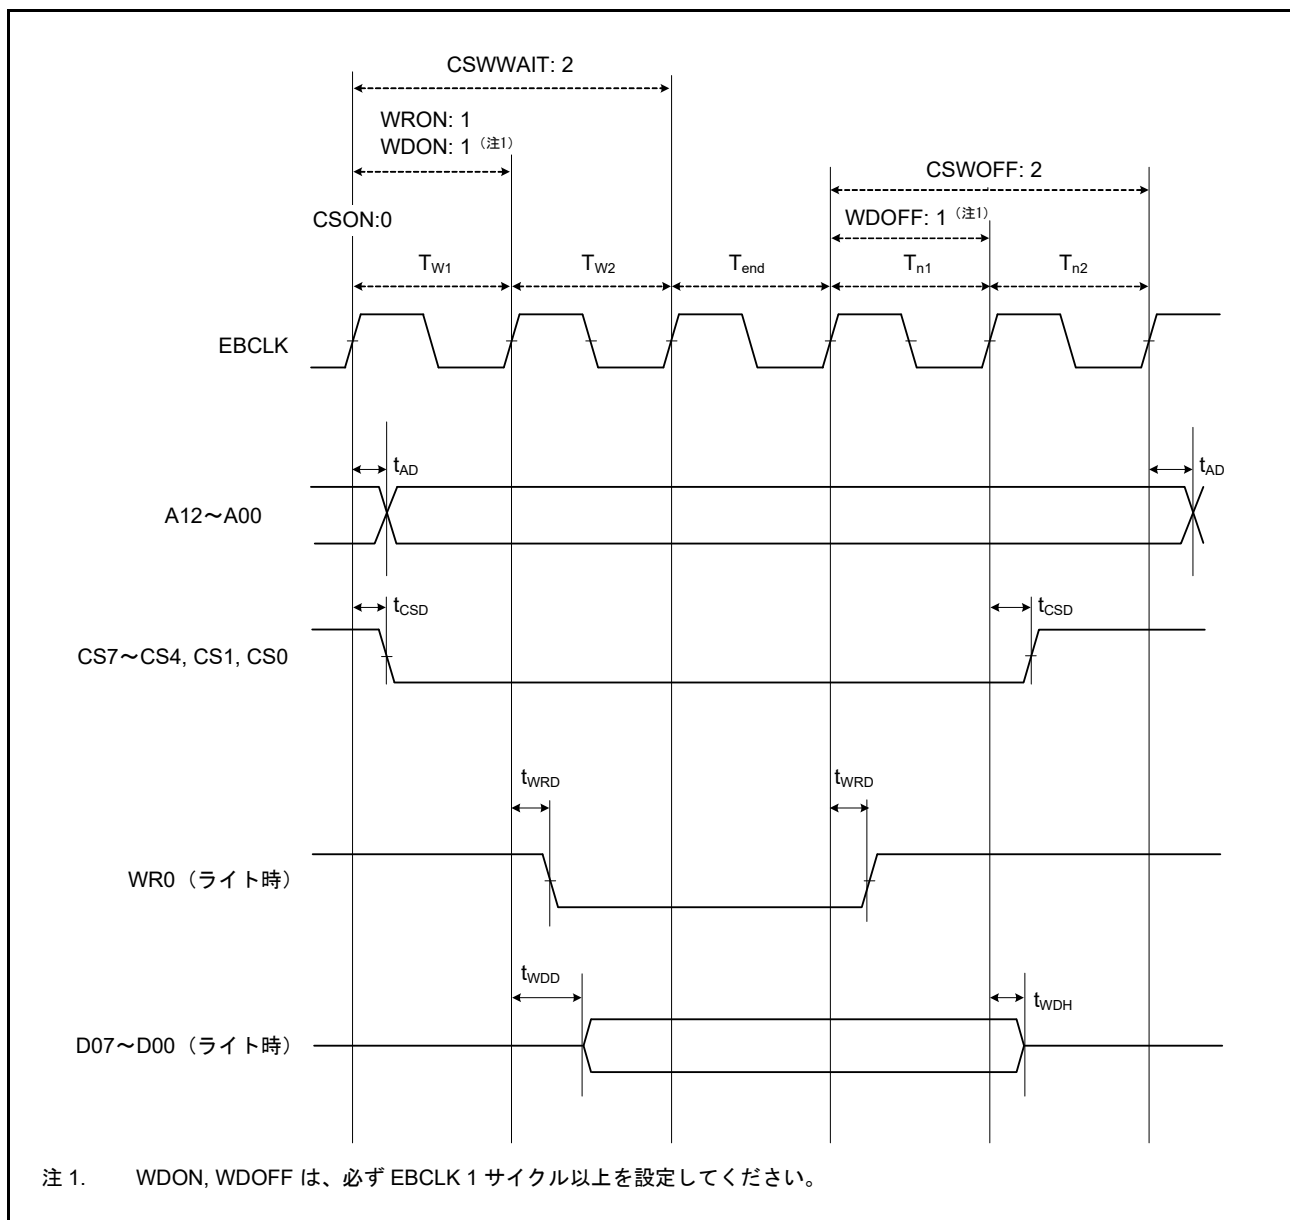 CSWWAIT: 2
WRON: 1
WDON: 1（注1）
CSWOFF: 2
WDOFF: 1（注1）
CSON:0
TW1 TW2 Tend Tn1 Tn2
EBCLK
tAD tAD
A12～A00
tCSD tCSD
CS7～CS4, CS1, CS0
tWRD tWRD
WR0（ライト時）
tWDD tWDH
D07～D00（ライト時）
注 1. WDON, WDOFF は、必ず EBCLK 1 サイクル以上を設定してください。